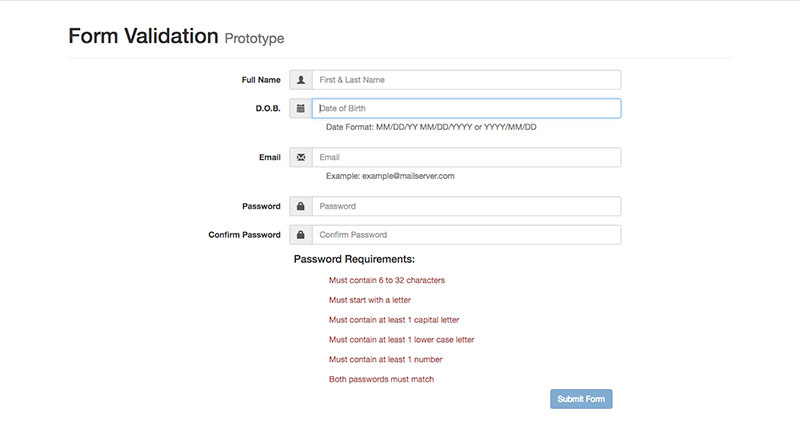 Form Validation Prototype
Full Name First & Last Name
D.O.B. Date of Birth
Date Format: MM/DD/YY MM/DD/YYYY or YYYY/MM/DD
Email Email
Example: example@mailserver.com
Password Password
Confirm Password Confirm Password
Password Requirements:
Must contain 6 to 32 characters
Must start with a letter
Must contain at least 1 capital letter
Must contain at least 1 lower case letter
Must contain at least 1 number
Both passwords must match
Submit Form